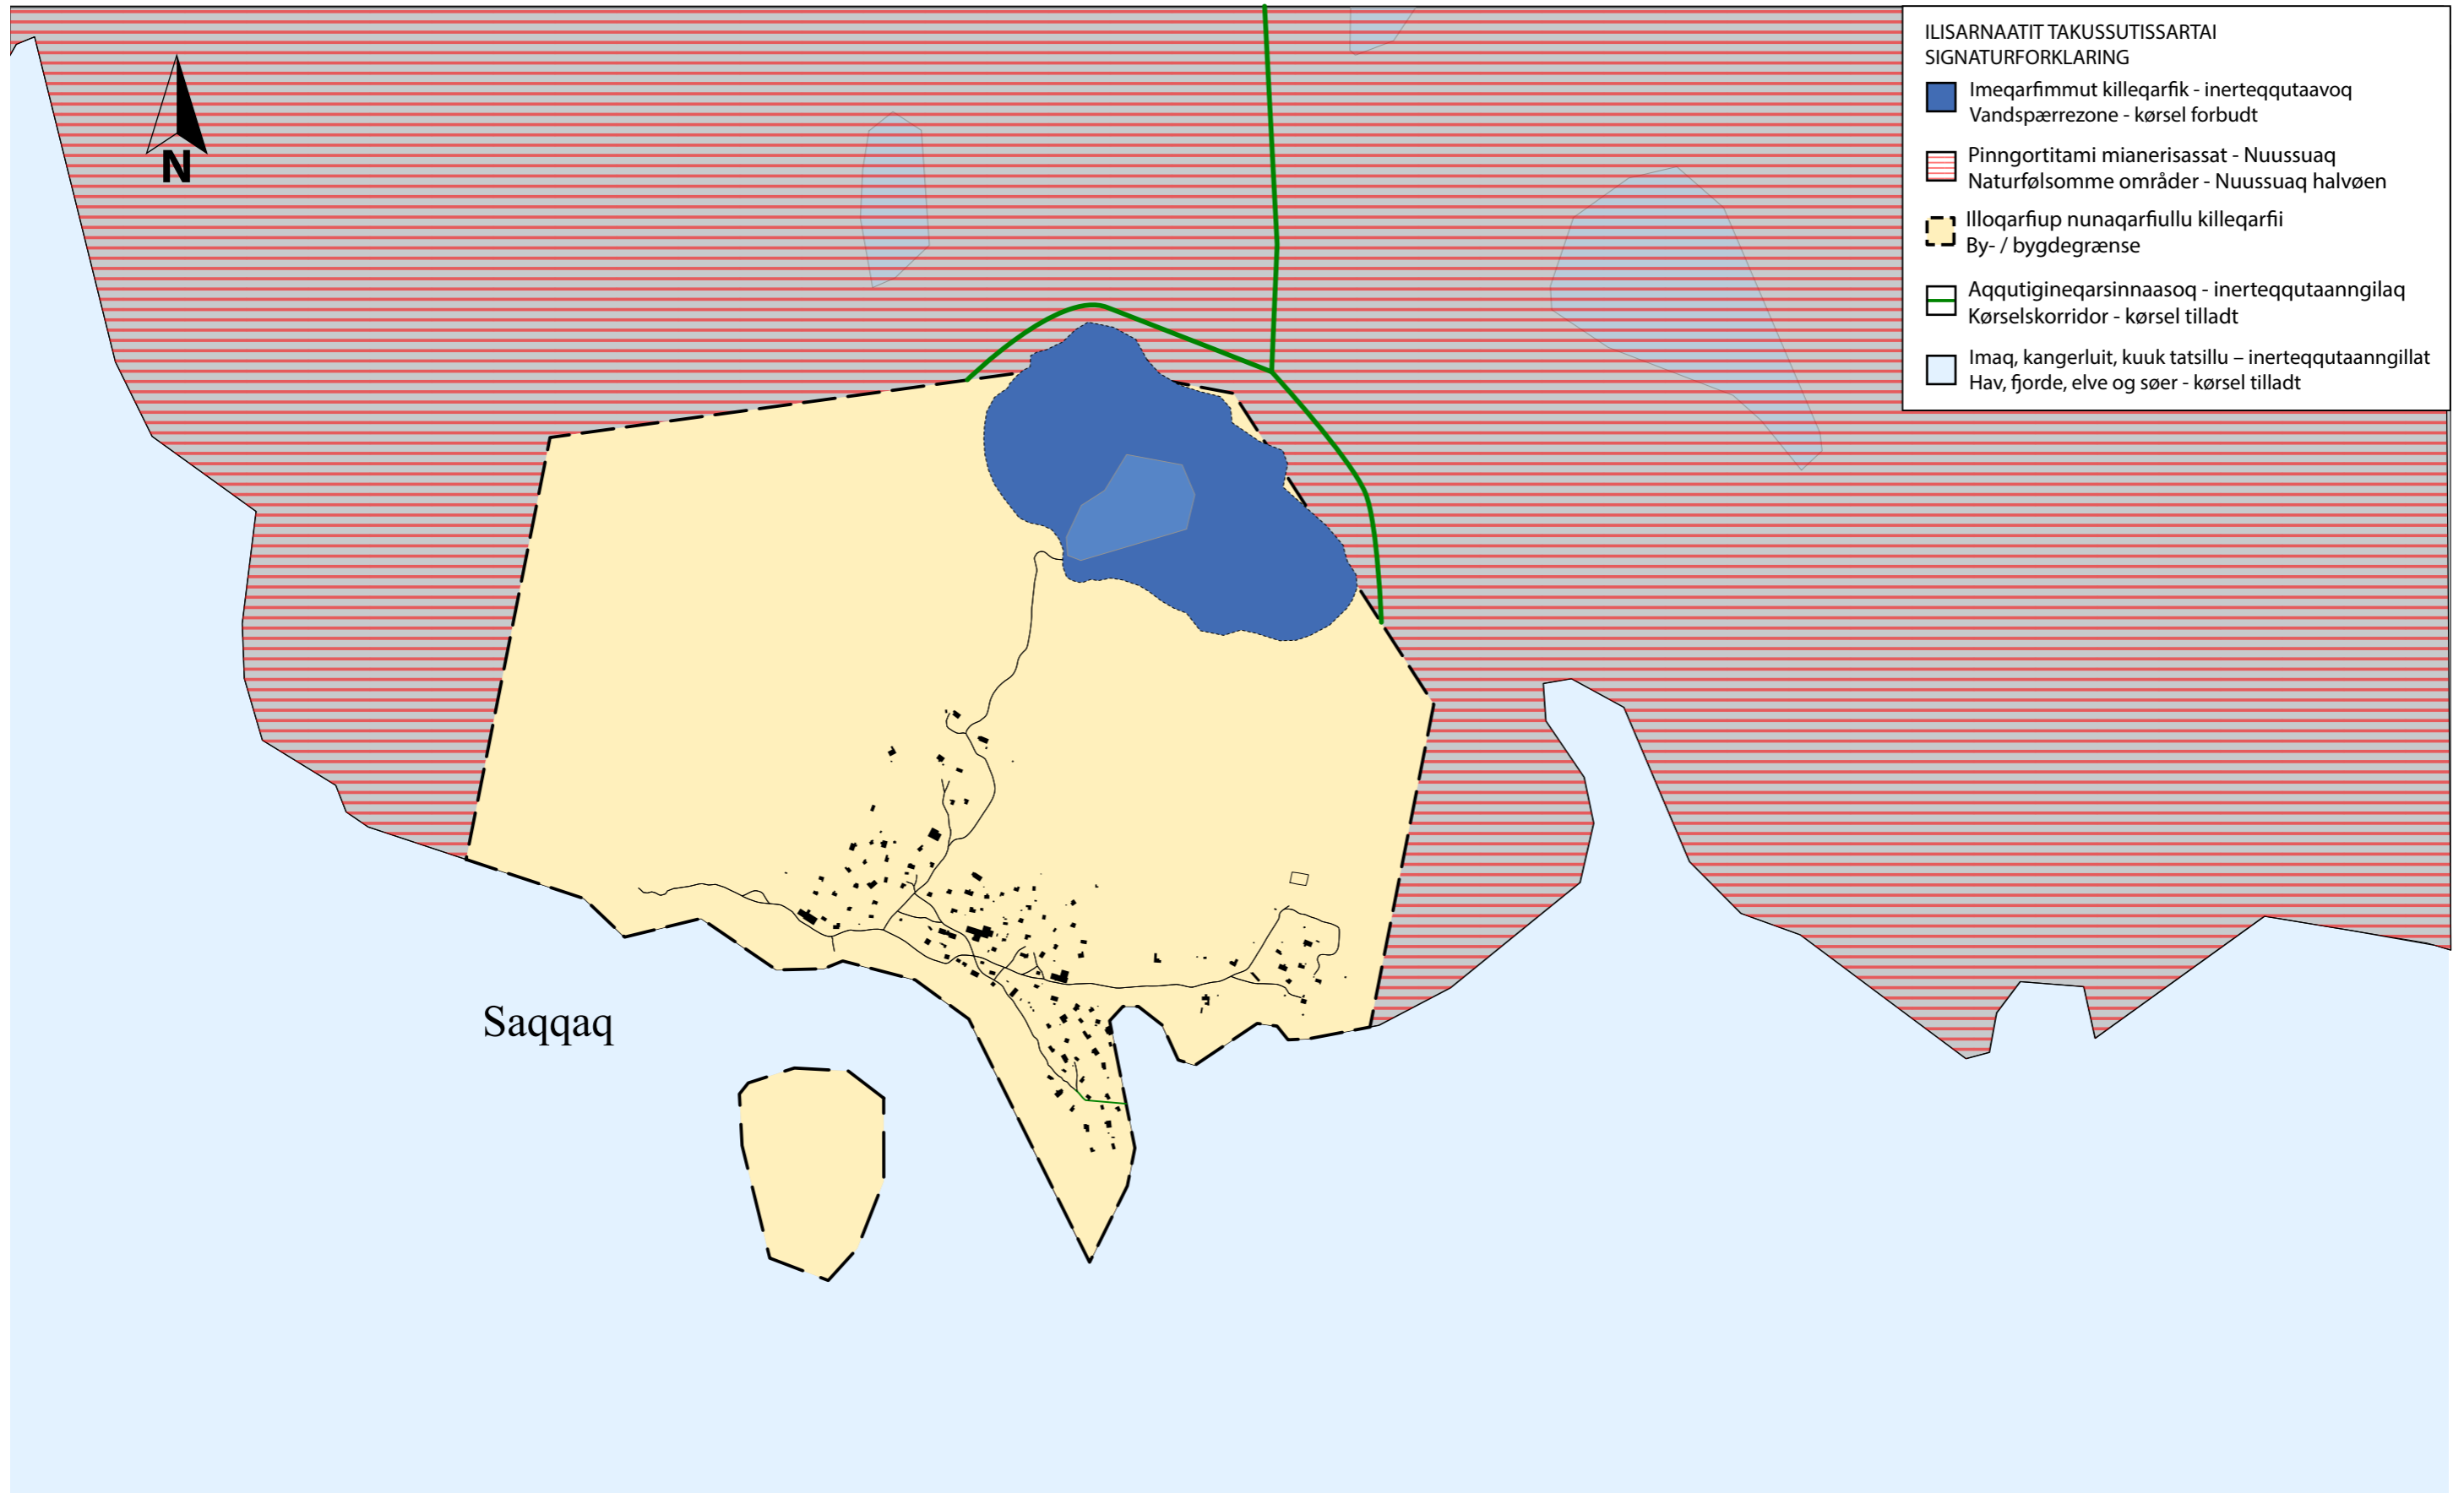 ILISARNAATIT TAKUSSUTISSARTAI
SIGNATURFORKLARING
Imeqarfimmut killeqarfik - inerteqqutaavoq
Vandspærrezone - kørsel forbudt
Pinngortitami mianerisassat - Nuussuaq
Naturfølsomme områder - Nuussuaq halvøen
Illoqarfiup nunaqarfiullu killeqarfii
By- / bygdegrænse
Aqqutigineqarsinnaasoq - inerteqqutaanngilaq
Kørselskorridor - kørsel tilladt
Imaq, kangerluit, kuuk tatsillu – inerteqqutaanngillat
Hav, fjorde, elve og søer - kørsel tilladt
N
Saqqaq